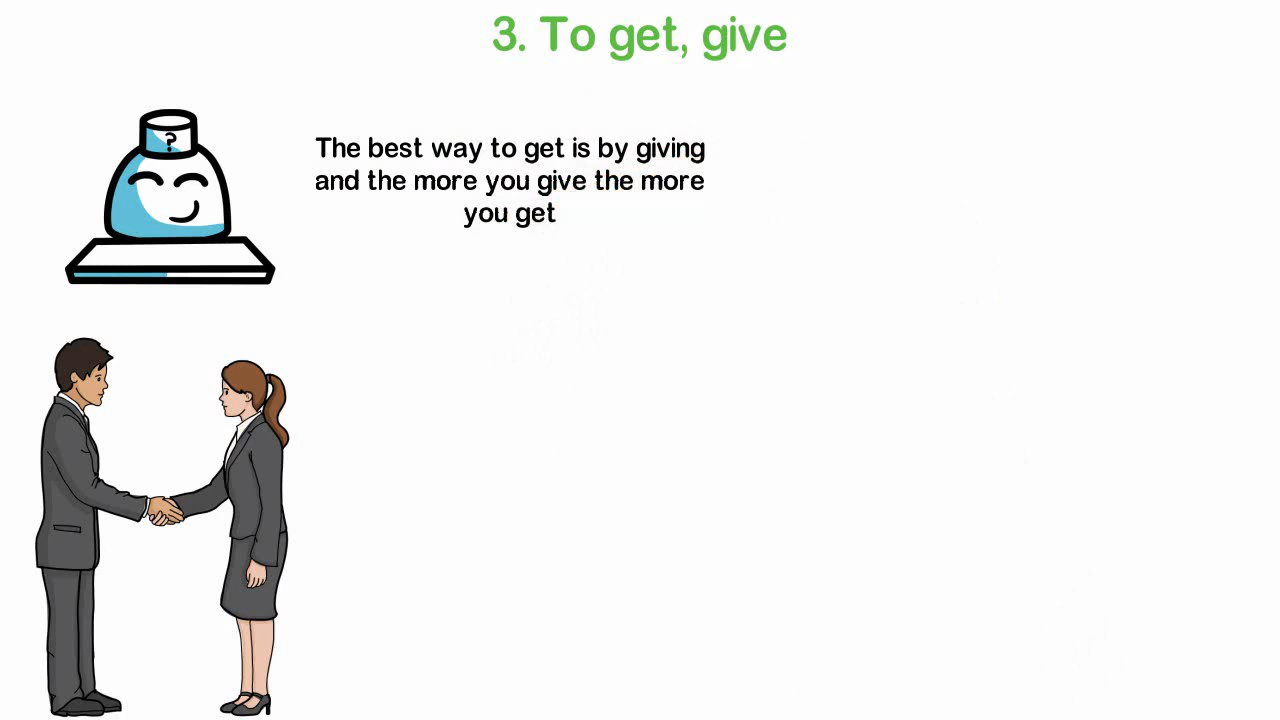 3. To get, give
?
The best way to get is by giving
and the more you give the more
you get